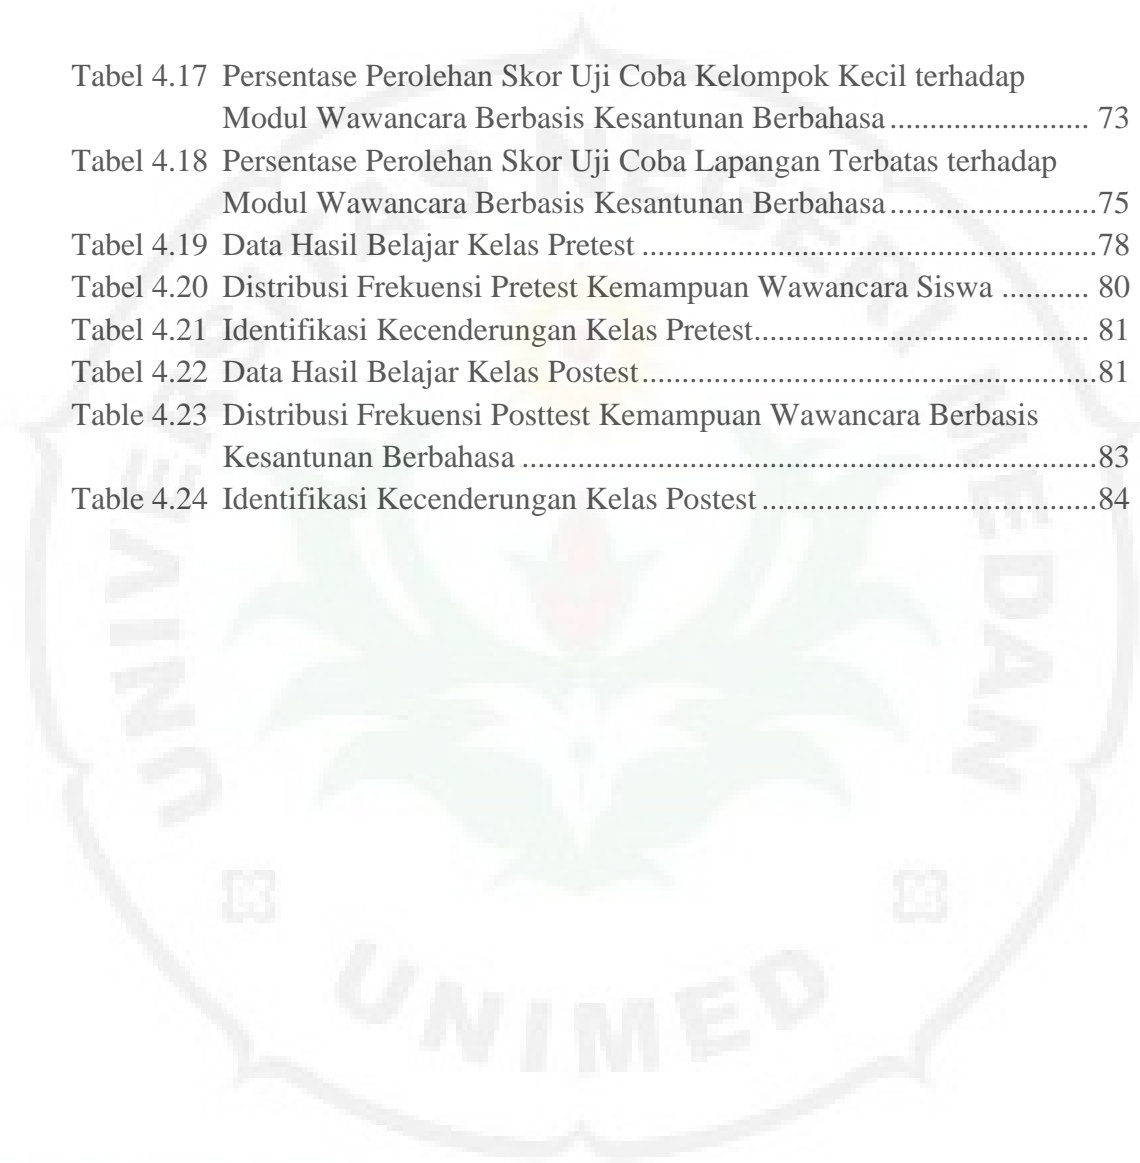 Tabel 4.17 Persentase Perolehan Skor Uji Coba Kelompok Kecil terhadap
Modul Wawancara Berbasis Kesantunan Berbahasa ......................... 73
Tabel 4.18 Persentase Perolehan Skor Uji Coba Lapangan Terbatas terhadap
Modul Wawancara Berbasis Kesantunan Berbahasa ..........................75
Tabel 4.19 Data Hasil Belajar Kelas Pretest .........................................................78
Tabel 4.20 Distribusi Frekuensi Pretest Kemampuan Wawancara Siswa ........... 80
Tabel 4.21 Identifikasi Kecenderungan Kelas Pretest.......................................... 81
Tabel 4.22 Data Hasil Belajar Kelas Postest.........................................................81
Table 4.23 Distribusi Frekuensi Posttest Kemampuan Wawancara Berbasis
Kesantunan Berbahasa ........................................................................83
Table 4.24 Identifikasi Kecenderungan Kelas Postest ..........................................84
UNIVERSITAS NEGERI MEDAN
UNIMED